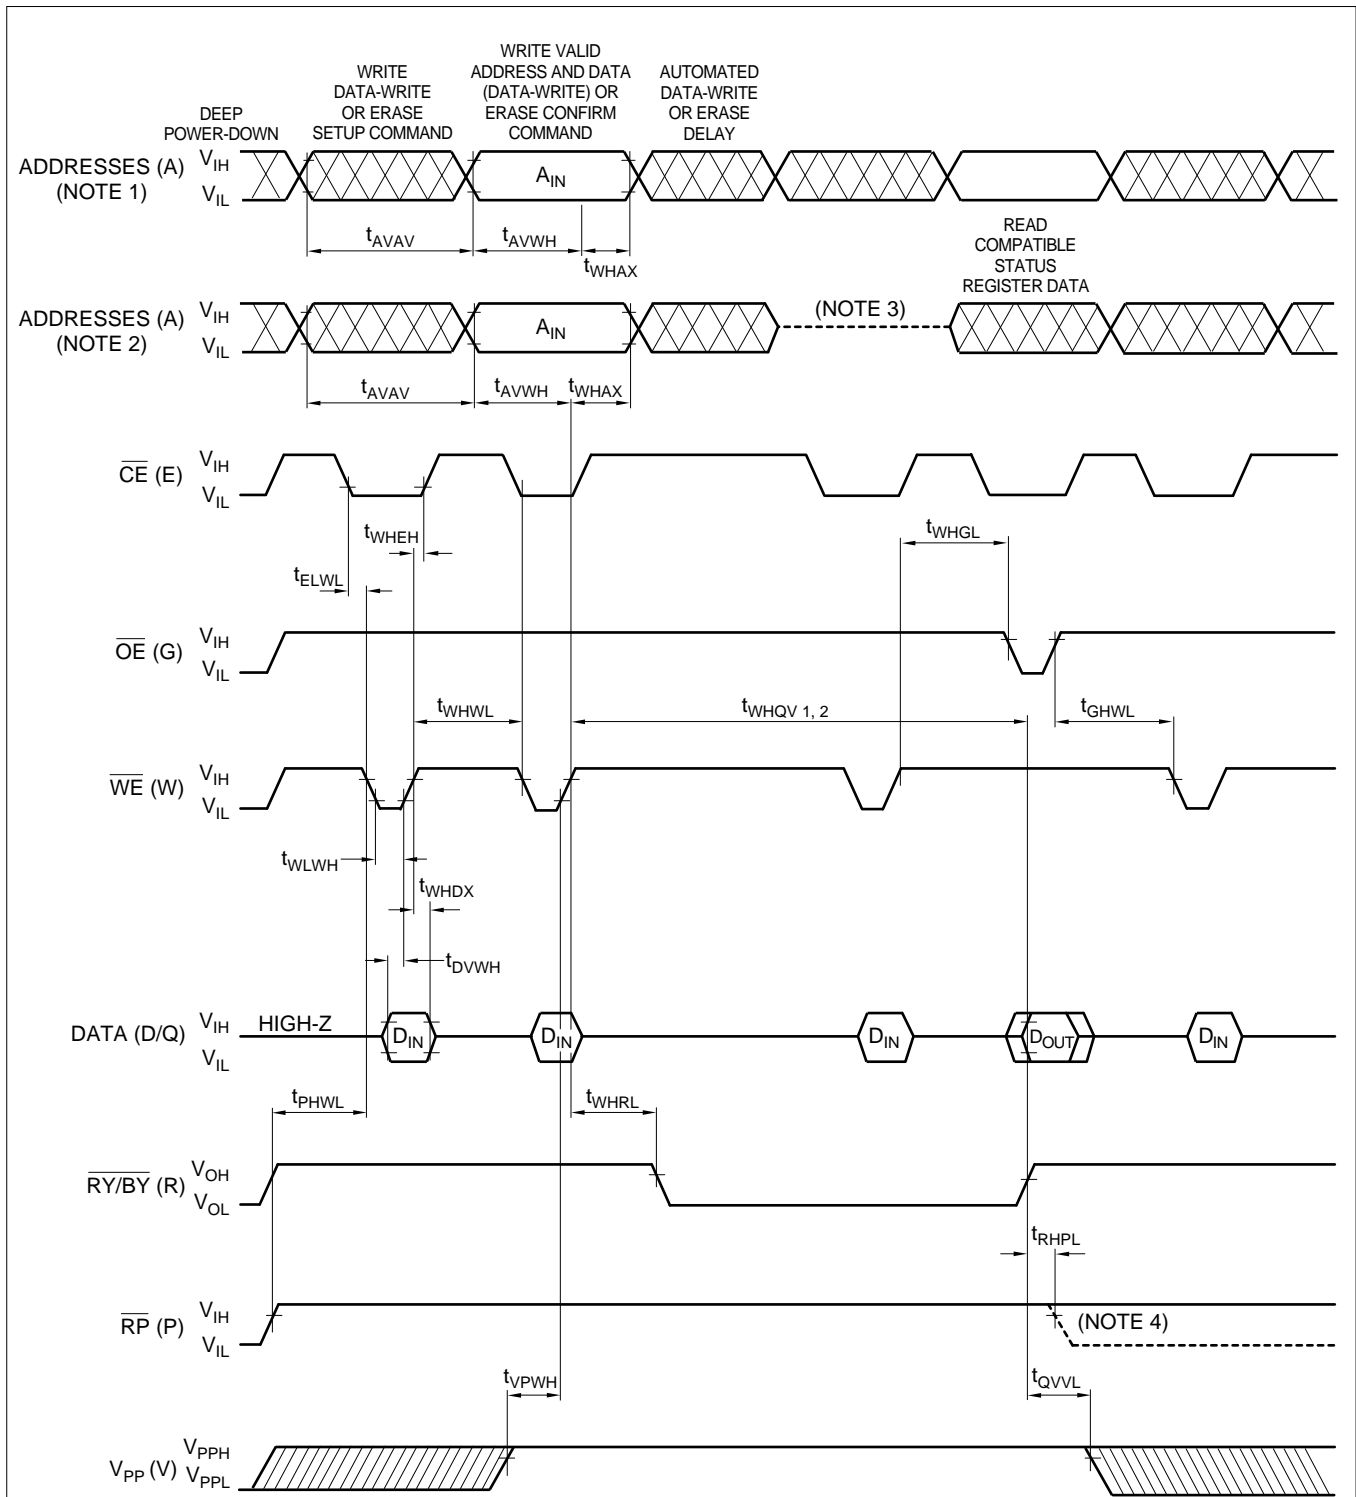 DEEP
POWER-DOWN
WRITE
DATA-WRITE
OR ERASE
SETUP COMMAND
WRITE VALID
ADDRESS AND DATA
(DATA-WRITE) OR
ERASE CONFIRM
COMMAND
AUTOMATED
DATA-WRITE
OR ERASE
DELAY
ADDRESSES (A)
(NOTE 1)
VIH
VIL
AIN
tAVAV
tAVWH
tWHAX
READ
COMPATIBLE
STATUS
REGISTER DATA
ADDRESSES (A)
(NOTE 2)
VIH
VIL
AIN
(NOTE 3)
tAVAV
tAVWH
tWHAX
CE (E)
VIH
VIL
tWHEH
tWHGL
tELWL
OE (G)
VIH
VIL
tWHWL
tWHQV 1, 2
tGHWL
WE (W)
VIH
VIL
tWLWH
tWHDX
tDVWH
DATA (D/Q)
VIH
VIL
HIGH-Z
DIN
DIN
DIN
DOUT
DIN
tPHWL
tWHRL
RY/BY (R)
VOH
VOL
tRHPL
RP (P)
VIH
VIL
(NOTE 4)
tVPWH
tQVVL
VPP (V)
VPPH
VPPL